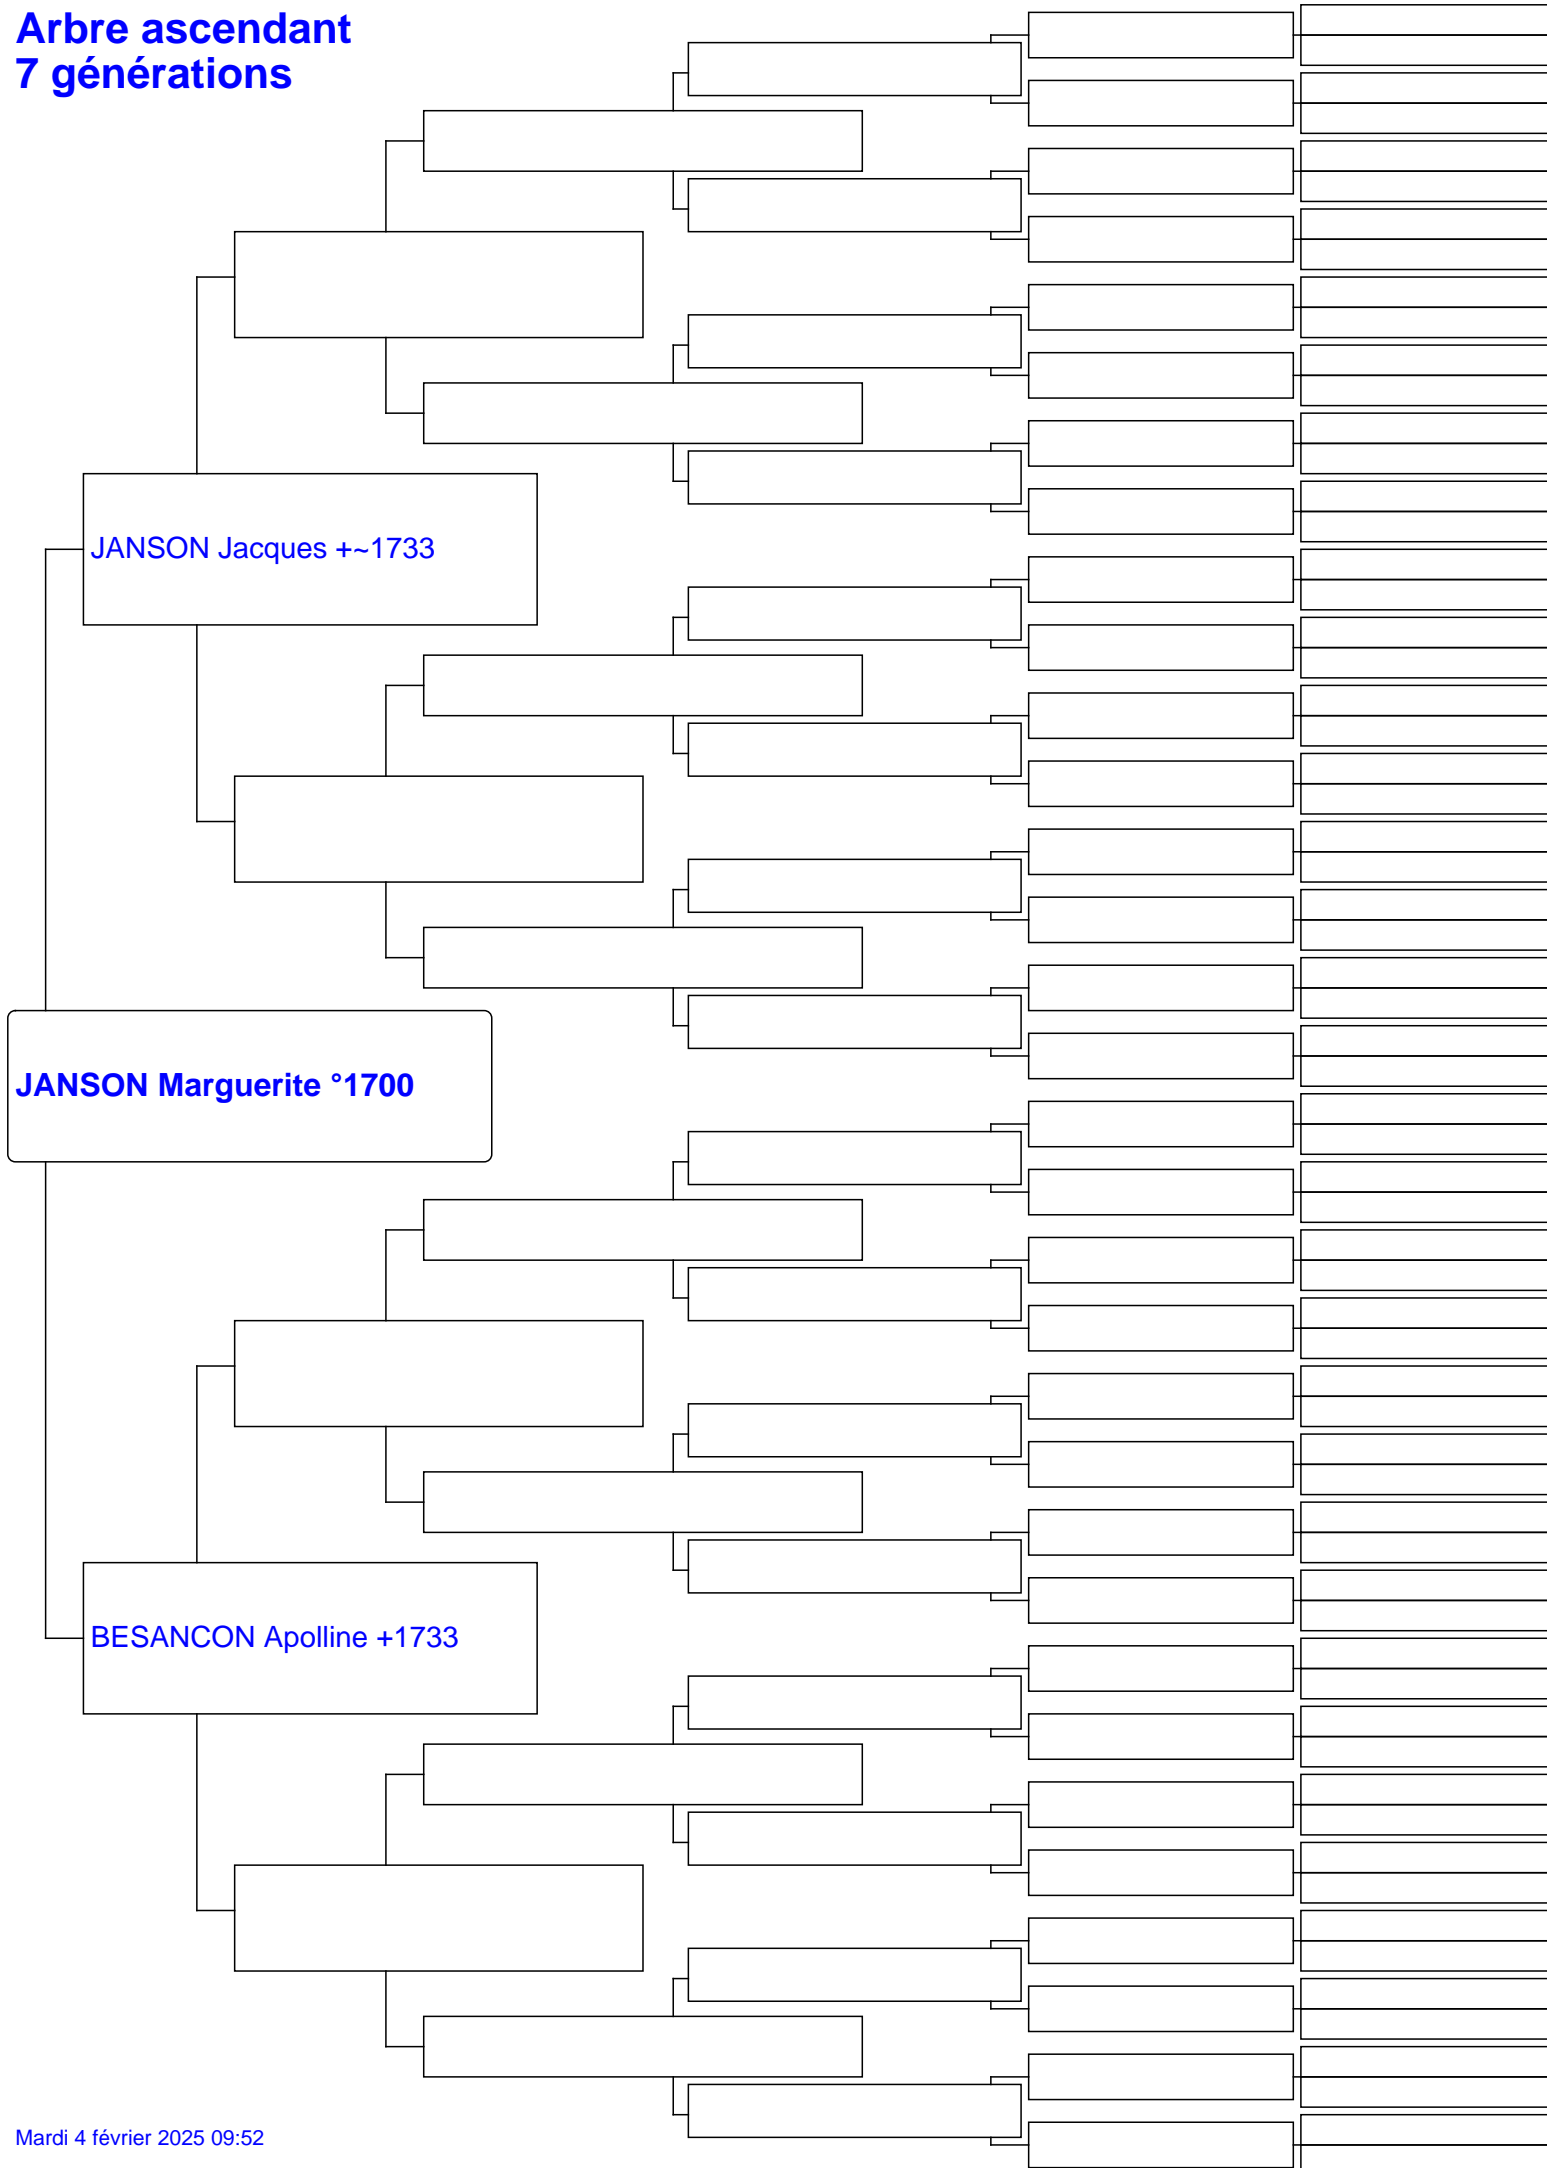 Arbre ascendant
7 générations
JANSON Jacques +~1733
JANSON Marguerite °1700
BESANCON Apolline +1733
Mardi 4 février 2025 09:52